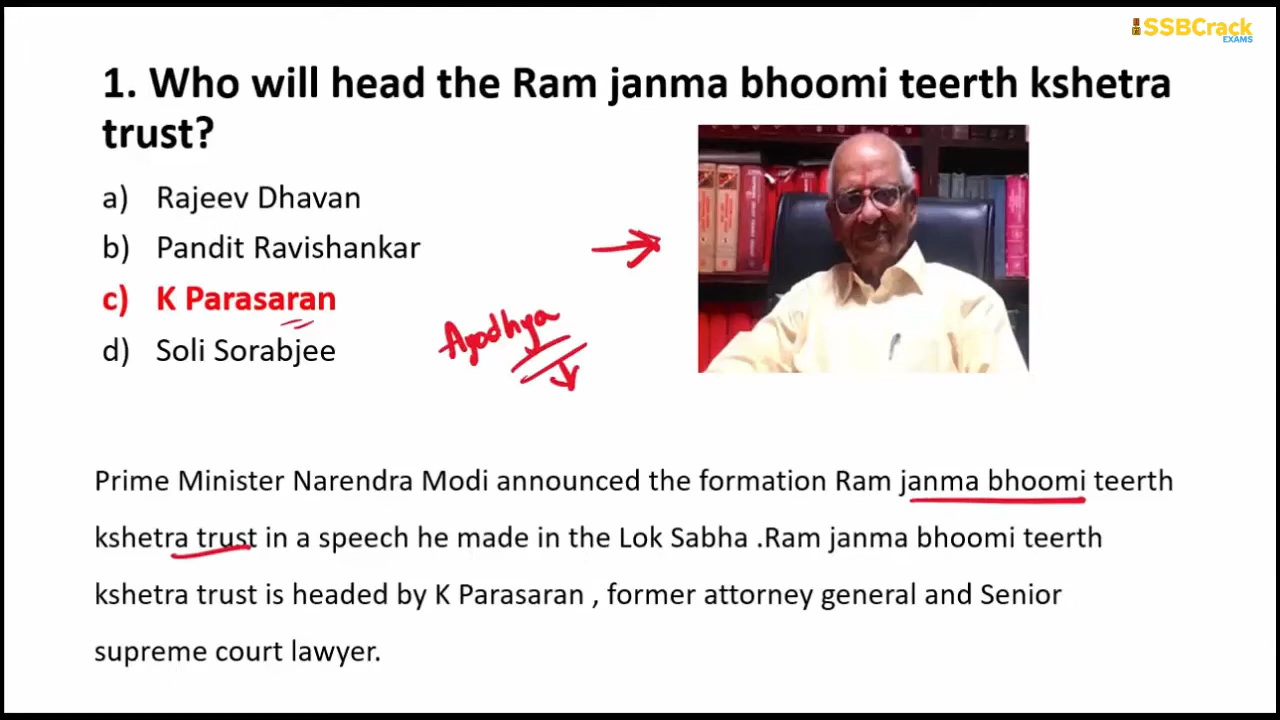 SSBCrack
EXAMS
1. Who will head the Ram janma bhoomi teerth kshetra
trust?
a) Rajeev Dhavan
b) Pandit Ravishankar
c) K Parasaran
d) Soli Sorabjee
Ayodhya
Prime Minister Narendra Modi announced the formation Ram janma bhoomi teerth
kshetra trust in a speech he made in the Lok Sabha .Ram janma bhoomi teerth
kshetra trust is headed by K Parasaran , former attorney general and Senior
supreme court lawyer.